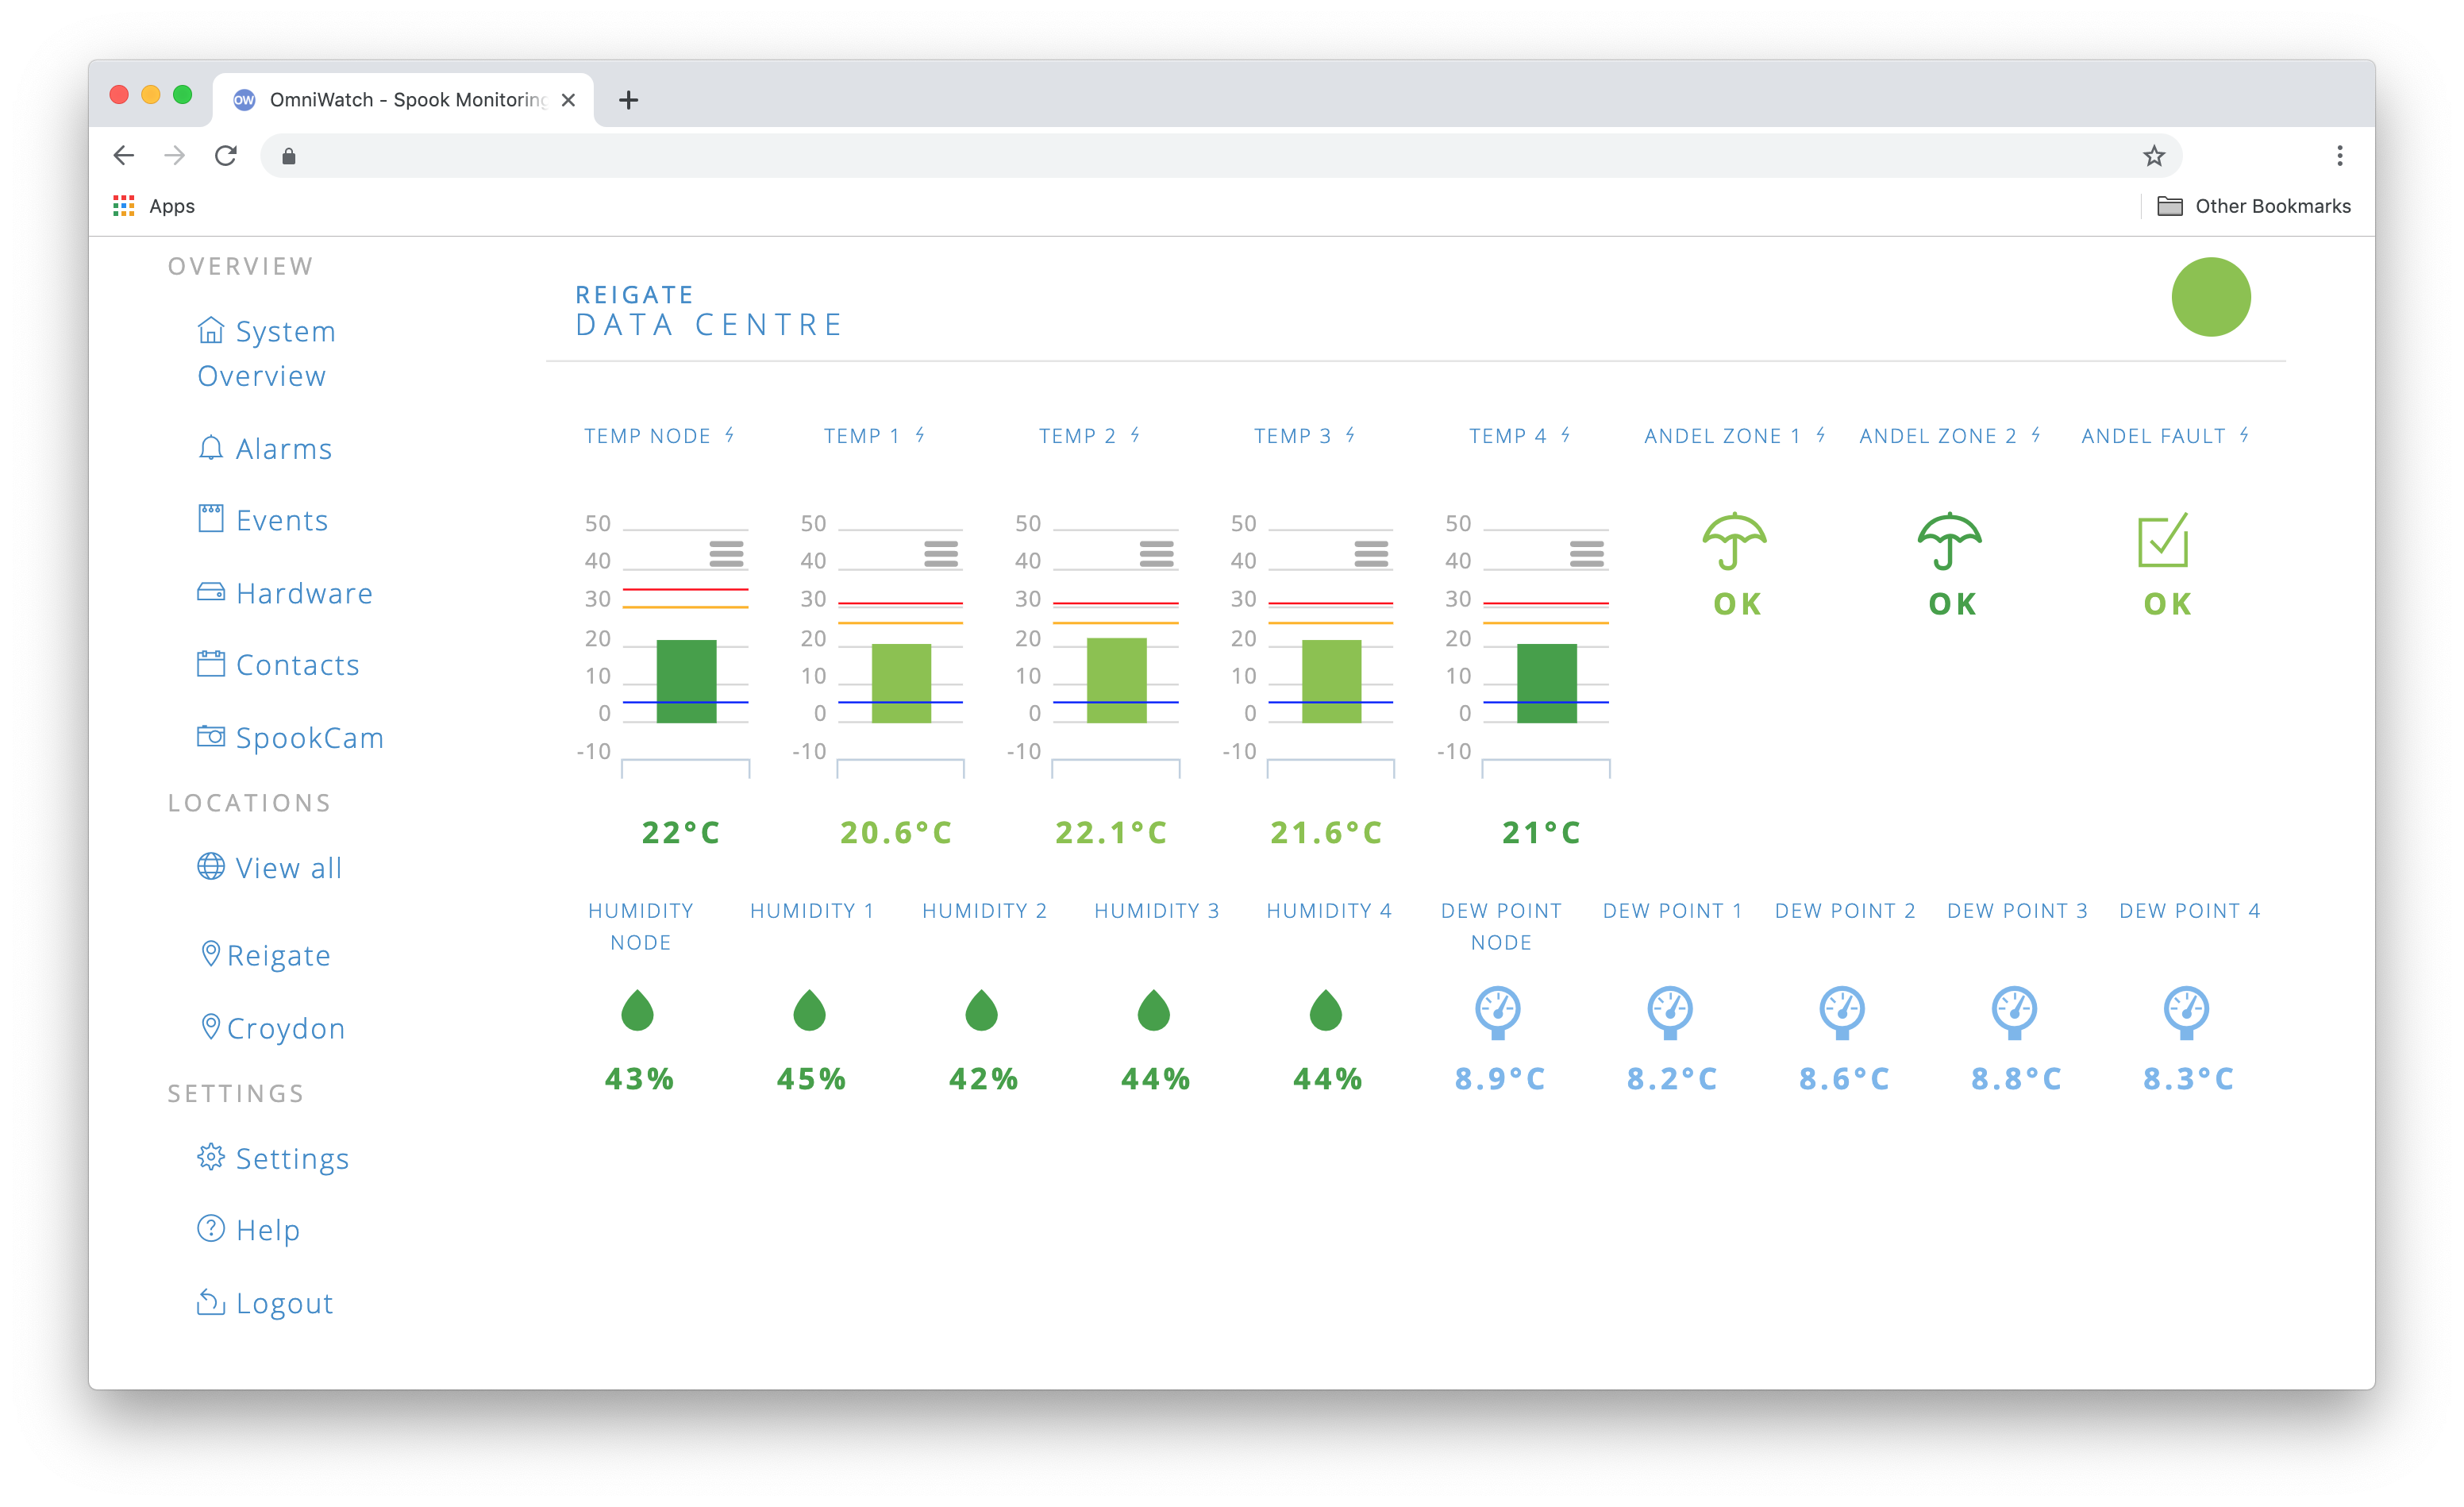 OW OmniWatch - Spook Monitoring
Apps
Other Bookmarks
OVERVIEW
System
Overview
Alarms
Events
Hardware
Contacts
SpookCam
LOCATIONS
View all
Reigate
Croydon
SETTINGS
Settings
Help
Logout
REIGATE
DATA CENTRE
TEMP NODE
50
40
30
20
10
0
-10
22°C
TEMP 1
50
40
30
20
10
0
-10
20.6°C
TEMP 2
50
40
30
20
10
0
-10
22.1°C
TEMP 3
50
40
30
20
10
0
-10
21.6°C
TEMP 4
50
40
30
20
10
0
-10
21°C
ANDEL ZONE 1
OK
ANDEL ZONE 2
OK
ANDEL FAULT
OK
HUMIDITY
NODE
43%
HUMIDITY 1
45%
HUMIDITY 2
42%
HUMIDITY 3
44%
HUMIDITY 4
44%
DEW POINT
NODE
8.9°C
DEW POINT 1
8.2°C
DEW POINT 2
8.6°C
DEW POINT 3
8.8°C
DEW POINT 4
8.3°C